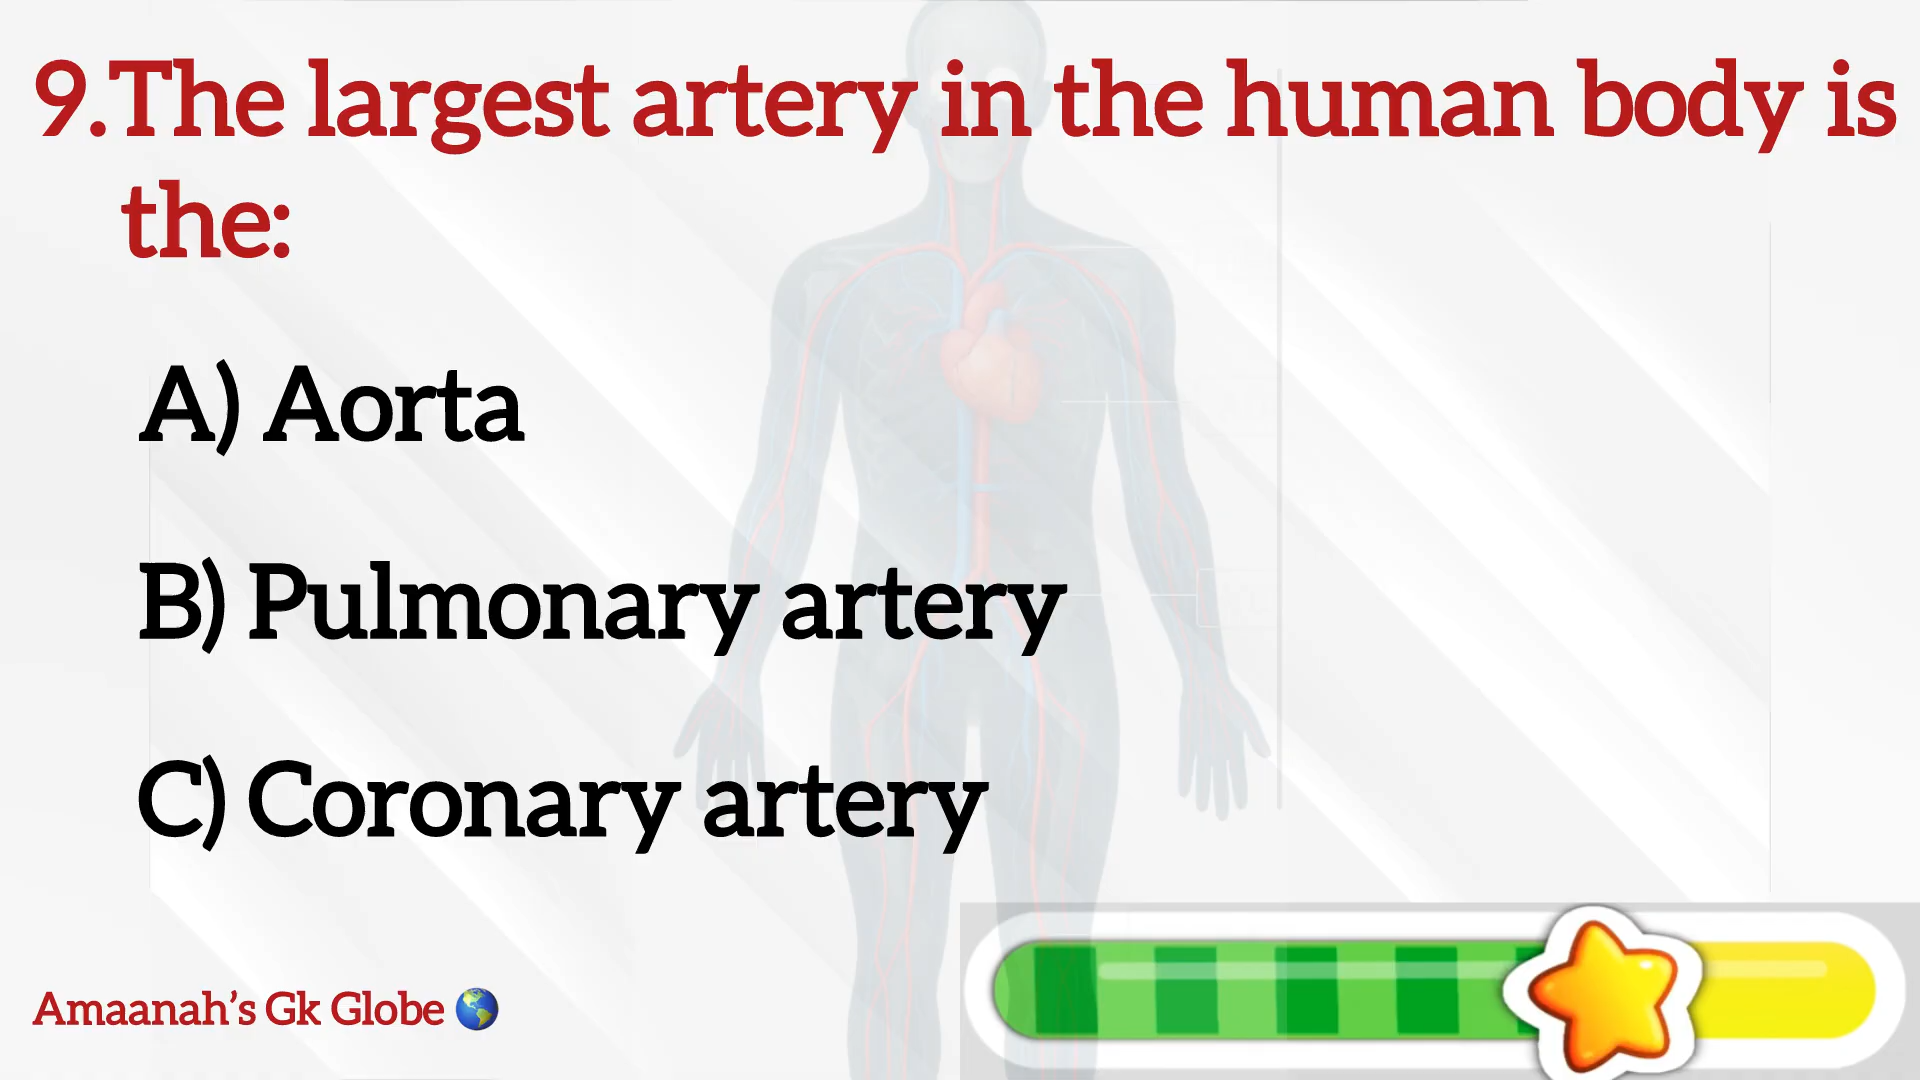 9.The largest artery in the human body is
the:
A) Aorta
B) Pulmonary artery
C) Coronary artery
Amaanah’s Gk Globe 🌎